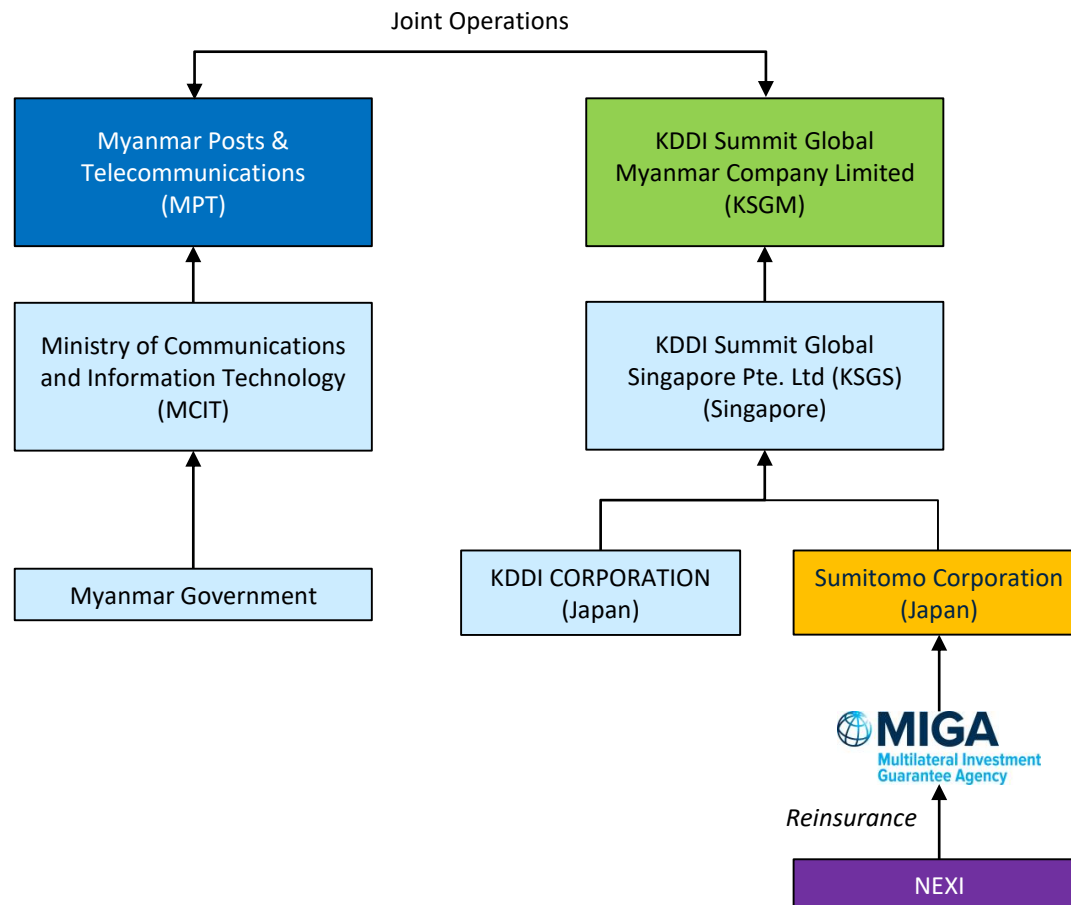 Joint Operations
Myanmar Posts &
Telecommunications
(MPT)
KDDI Summit Global
Myanmar Company Limited
(KSGM)
Ministry of Communications
and Information Technology
(MCIT)
KDDI Summit Global
Singapore Pte. Ltd (KSGS)
(Singapore)
Myanmar Government
KDDI CORPORATION
(Japan)
Sumitomo Corporation
(Japan)
MIGA
Multilateral Investment
Guarantee Agency
Reinsurance
NEXI